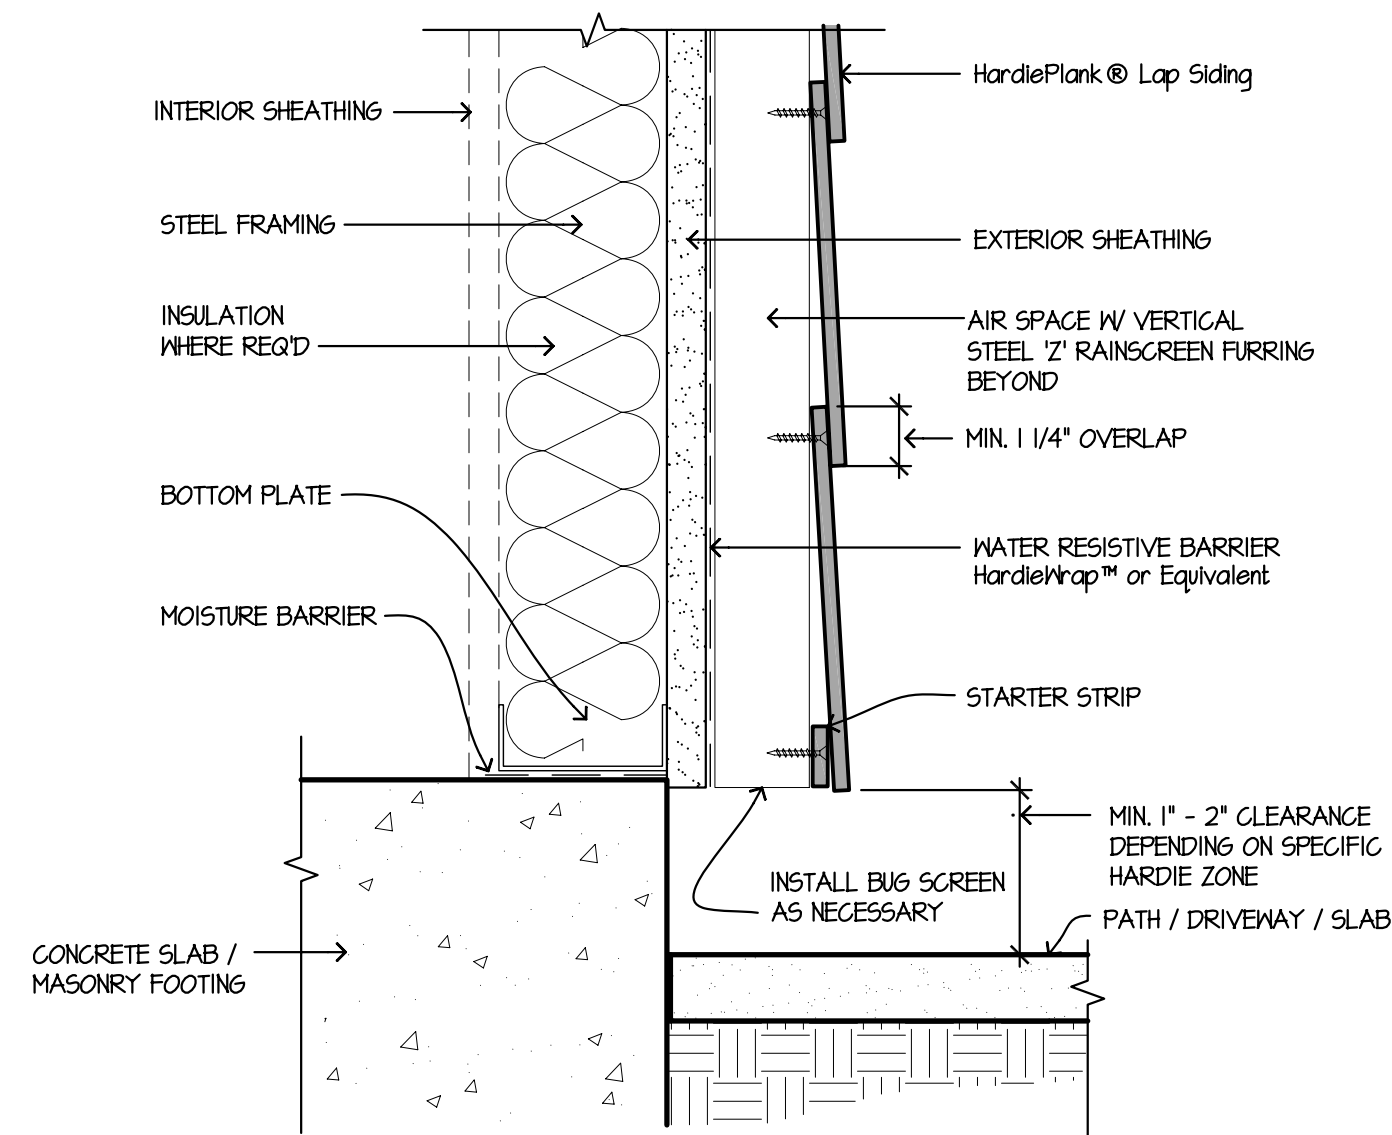 HardiePlank® Lap Siding
INTERIOR SHEATHING
STEEL FRAMING
EXTERIOR SHEATHING
INSULATION
WHERE REQ'D
AIR SPACE W/ VERTICAL
STEEL 'Z' RAINSCREEN FURRING
BEYOND
MIN. 1 1/4" OVERLAP
BOTTOM PLATE
WATER RESISTIVE BARRIER
HardieWrap™ or Equivalent
MOISTURE BARRIER
STARTER STRIP
MIN. 1" - 2" CLEARANCE
DEPENDING ON SPECIFIC
HARDIE ZONE
INSTALL BUG SCREEN
AS NECESSARY
PATH / DRIVEWAY / SLAB
CONCRETE SLAB /
MASONRY FOOTING